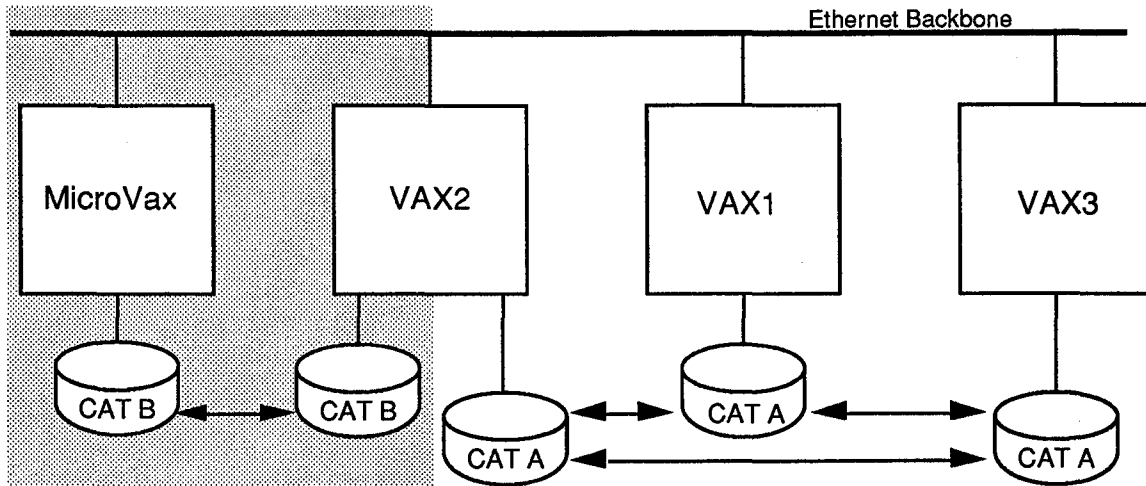 Ethernet Backbone
MicroVax
VAX2
VAX1
VAX3
CAT B
CAT B
CAT A
CAT A
CAT A